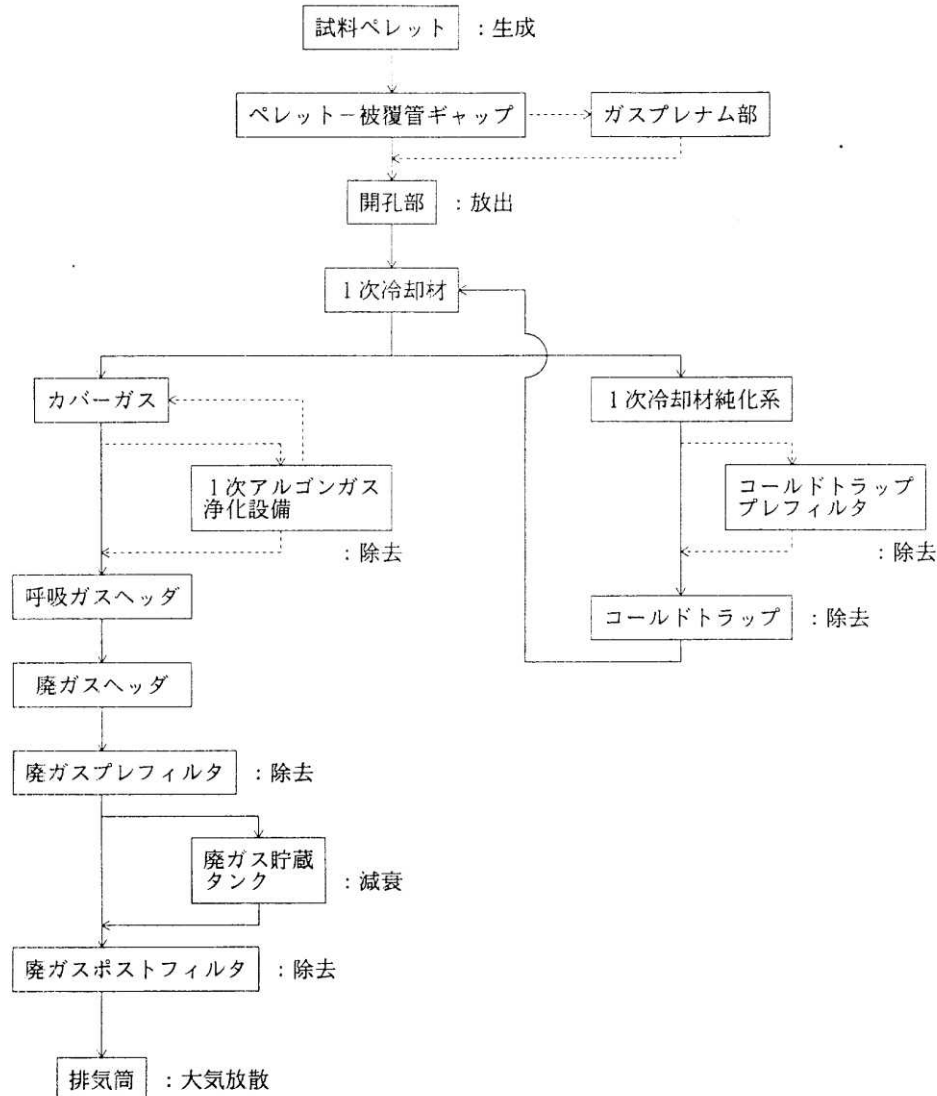 試料ペレット ：生成
ペレット－被覆管ギャップ
ガスプレナム部
開孔部 ：放出
1次冷却材
カバーガス
1次冷却材純化系
1次アルゴンガス
浄化設備
：除去
コールドトラップ
プレフィルタ
：除去
呼吸ガスヘッダ
コールドトラップ ：除去
廃ガスヘッダ
廃ガスプレフィルタ ：除去
廃ガス貯蔵
タンク
：減衰
廃ガスポストフィルタ ：除去
排気筒 ：大気放散